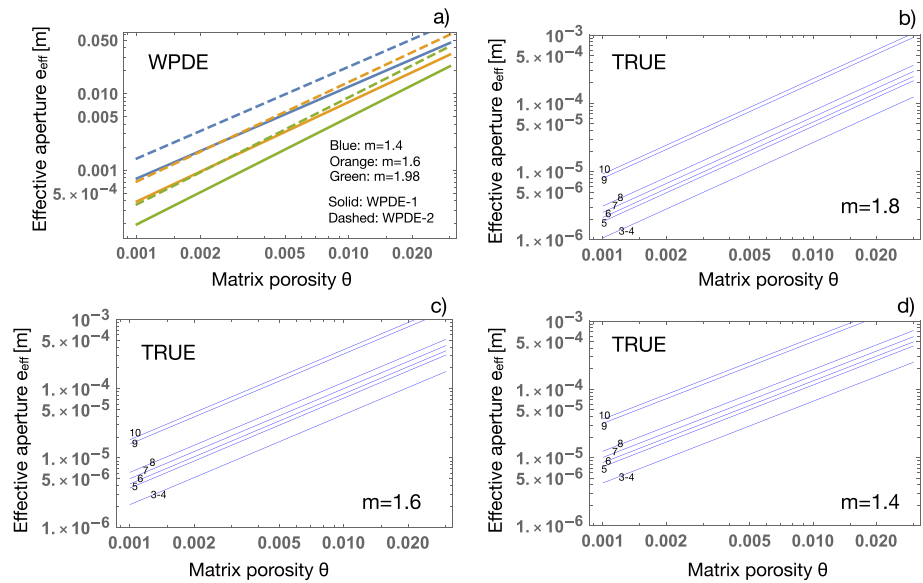 a)
WPDE
Effective aperture eeff [m]
0.050
0.010
0.005
0.001
5.×10−4
Blue: m=1.4
Orange: m=1.6
Green: m=1.98
Solid: WPDE-1
Dashed: WPDE-2
0.001 0.002 0.005 0.010 0.020
Matrix porosity θ
b)
TRUE
Effective aperture eeff [m]
10−3
5.×10−4
1.×10−4
5.×10−5
1.×10−5
5.×10−6
1.×10−6
10
9
8
7
6
5
3-4
m=1.8
0.001 0.002 0.005 0.010 0.020
Matrix porosity θ
c)
TRUE
Effective aperture eeff [m]
10−3
5.×10−4
1.×10−4
5.×10−5
1.×10−5
5.×10−6
1.×10−6
10
9
8
7
6
5
3-4
m=1.6
0.001 0.002 0.005 0.010 0.020
Matrix porosity θ
d)
TRUE
Effective aperture eeff [m]
10−3
5.×10−4
1.×10−4
5.×10−5
1.×10−5
5.×10−6
1.×10−6
10
9
8
7
6
5
3-4
m=1.4
0.001 0.002 0.005 0.010 0.020
Matrix porosity θ